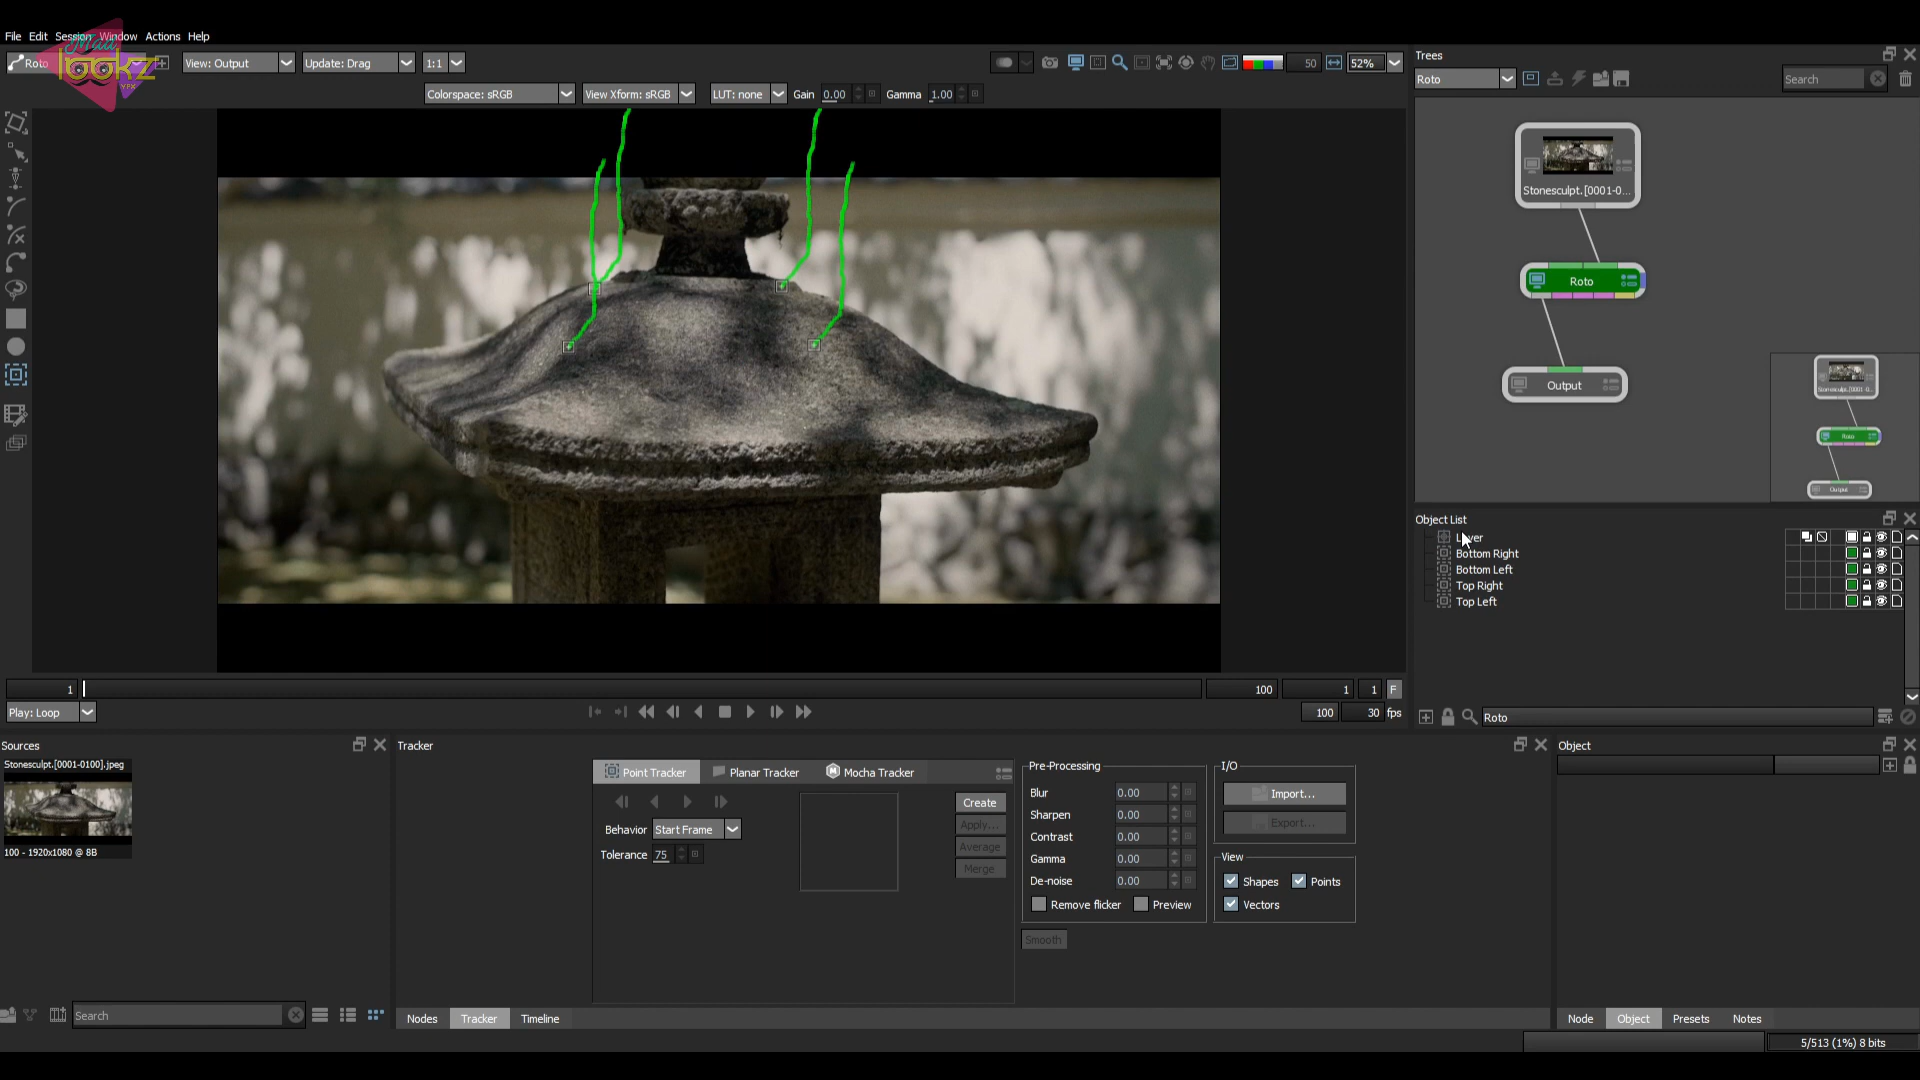 File Edit Session Window Actions Help
Mad
lookz
VFX
Roto
View: Output
Update: Drag
1:1
50
52%
Colorspace: sRGB
View Xform: sRGB
LUT: none
Gain 0.00
Gamma 1.00
Trees
Roto
Search
Stonesculpt.[0001-0...
Roto
Output
Roto
Output
Object List
Layer
Bottom Right
Bottom Left
Top Right
Top Left
Roto
1
100
1
1
F
Play: Loop
100
30 fps
Sources
Stonesculpt.[0001-0100].jpeg
100 - 1920x1080 @ 8B
Search
Tracker
Point Tracker
Planar Tracker
Mocha Tracker
Behavior Start Frame
Tolerance 75
Create
Apply...
Average
Merge
Pre-Processing
Blur 0.00
Sharpen 0.00
Contrast 0.00
Gamma 0.00
De-noise 0.00
Remove flicker
Preview
Smooth
I/O
Import...
Export...
View
Shapes
Points
Vectors
Nodes
Tracker
Timeline
Object
Node
Object
Presets
Notes
5/513 (1%) 8 bits